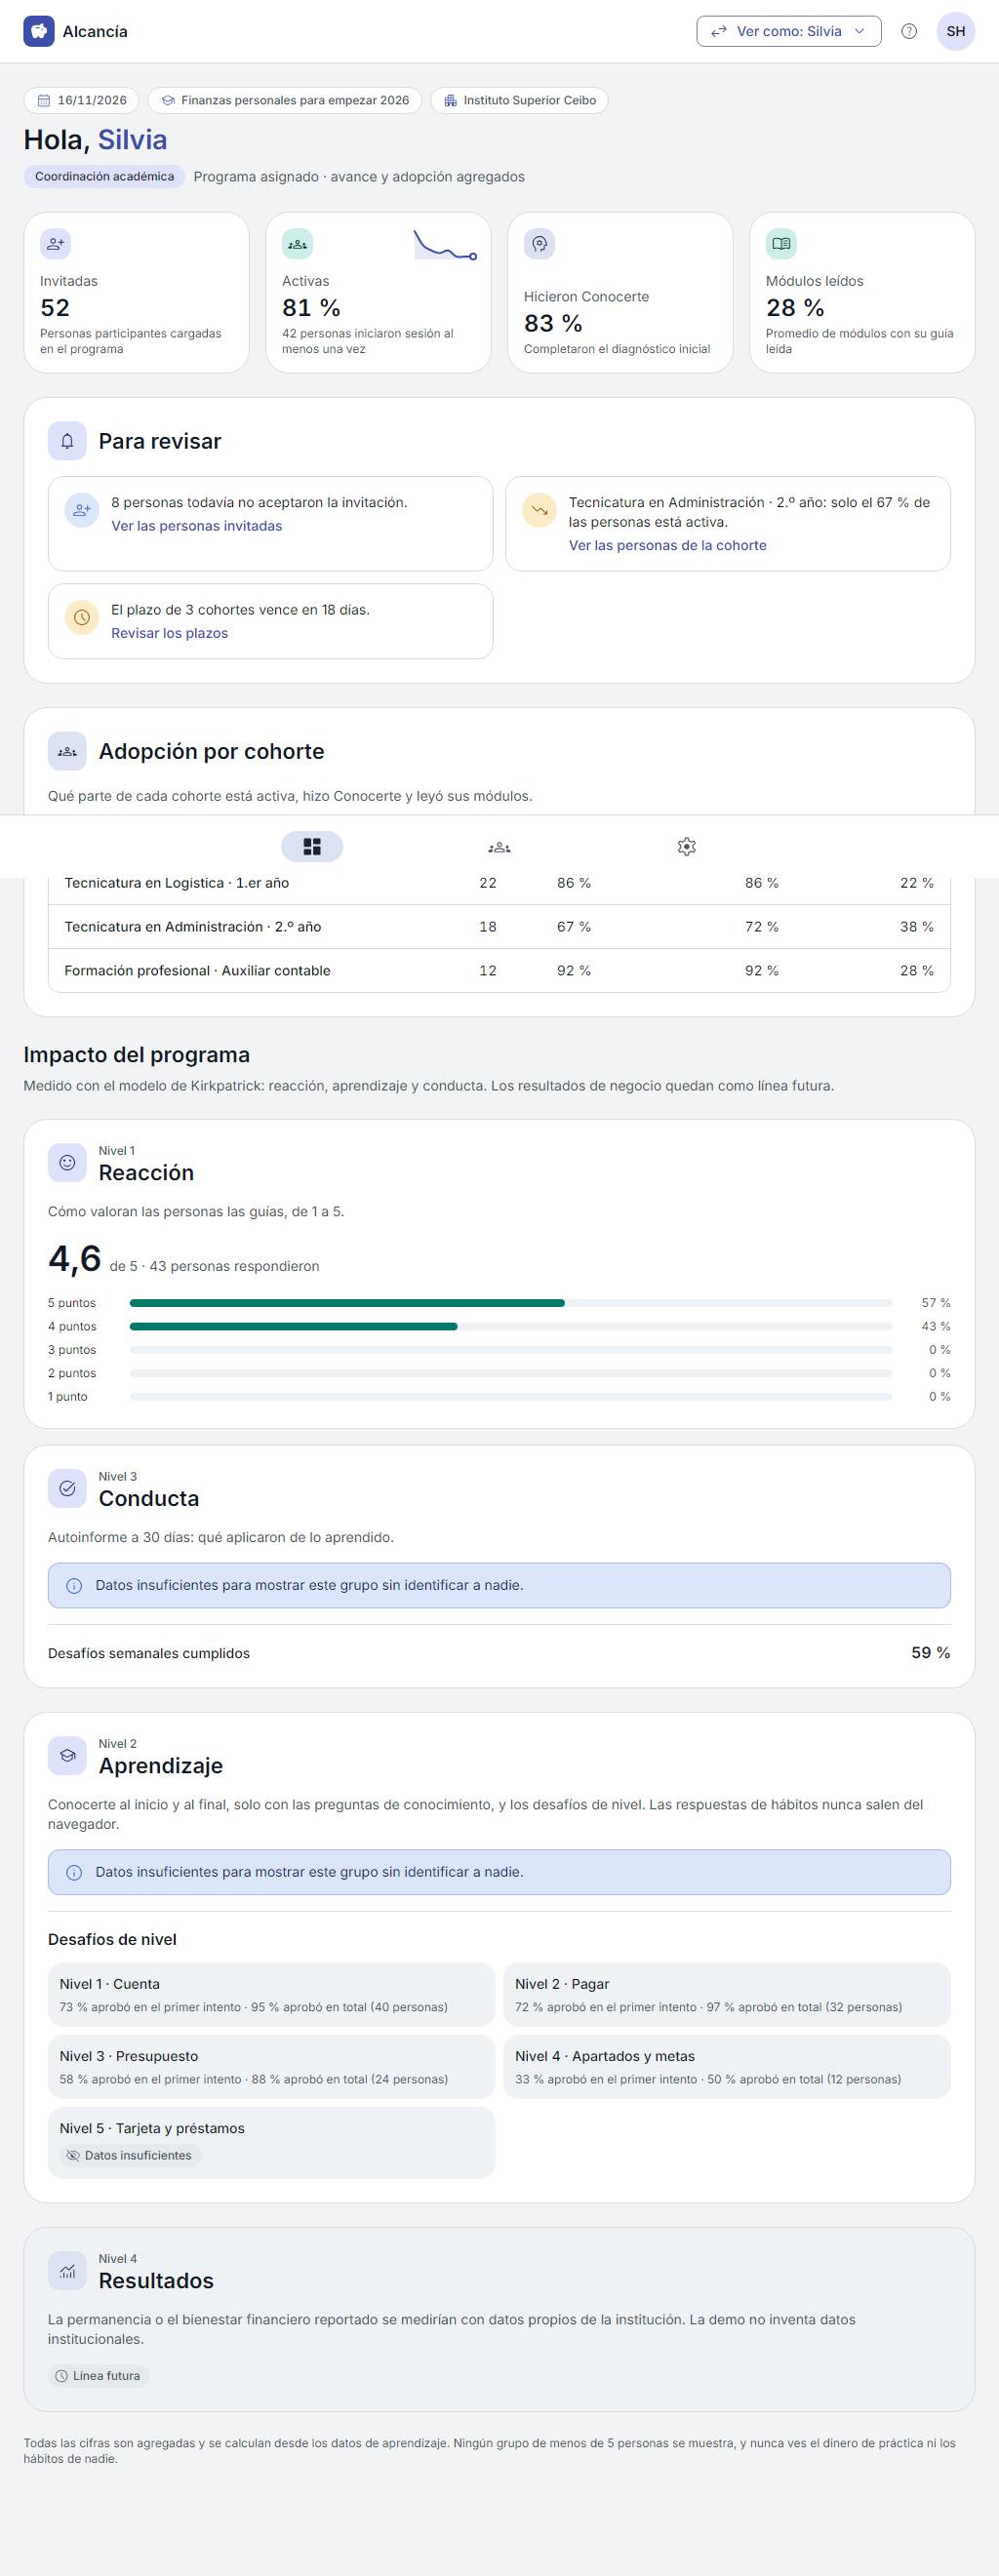 Alcancía
Ver como: Silvia
SH
16/11/2026
Finanzas personales para empezar 2026
Instituto Superior Ceibo
Hola, Silvia
Coordinación académica
Programa asignado · avance y adopción agregados
Invitadas
52
Personas participantes cargadas
en el programa
Activas
81 %
42 personas iniciaron sesión al
menos una vez
Hicieron Conocerte
83 %
Completaron el diagnóstico inicial
Módulos leídos
28 %
Promedio de módulos con su guía
leída
Para revisar
8 personas todavía no aceptaron la invitación.
Ver las personas invitadas
Tecnicatura en Administración · 2.º año: solo el 67 % de
las personas está activa.
Ver las personas de la cohorte
El plazo de 3 cohortes vence en 18 días.
Revisar los plazos
Adopción por cohorte
Qué parte de cada cohorte está activa, hizo Conocerte y leyó sus módulos.
Tecnicatura en Logística · 1.er año 22 86 % 86 % 22 %
Tecnicatura en Administración · 2.º año 18 67 % 72 % 38 %
Formación profesional · Auxiliar contable 12 92 % 92 % 28 %
Impacto del programa
Medido con el modelo de Kirkpatrick: reacción, aprendizaje y conducta. Los resultados de negocio quedan como línea futura.
Nivel 1
Reacción
Cómo valoran las personas las guías, de 1 a 5.
4,6 de 5 · 43 personas respondieron
5 puntos 57 %
4 puntos 43 %
3 puntos 0 %
2 puntos 0 %
1 punto 0 %
Nivel 3
Conducta
Autoinforme a 30 días: qué aplicaron de lo aprendido.
Datos insuficientes para mostrar este grupo sin identificar a nadie.
Desafíos semanales cumplidos 59 %
Nivel 2
Aprendizaje
Conocerte al inicio y al final, solo con las preguntas de conocimiento, y los desafíos de nivel. Las respuestas de hábitos nunca salen del
navegador.
Datos insuficientes para mostrar este grupo sin identificar a nadie.
Desafíos de nivel
Nivel 1 · Cuenta
73 % aprobó en el primer intento · 95 % aprobó en total (40 personas)
Nivel 2 · Pagar
72 % aprobó en el primer intento · 97 % aprobó en total (32 personas)
Nivel 3 · Presupuesto
58 % aprobó en el primer intento · 88 % aprobó en total (24 personas)
Nivel 4 · Apartados y metas
33 % aprobó en el primer intento · 50 % aprobó en total (12 personas)
Nivel 5 · Tarjeta y préstamos
Datos insuficientes
Nivel 4
Resultados
La permanencia o el bienestar financiero reportado se medirían con datos propios de la institución. La demo no inventa datos
institucionales.
Línea futura
Todas las cifras son agregadas y se calculan desde los datos de aprendizaje. Ningún grupo de menos de 5 personas se muestra, y nunca ves el dinero de práctica ni los
hábitos de nadie.